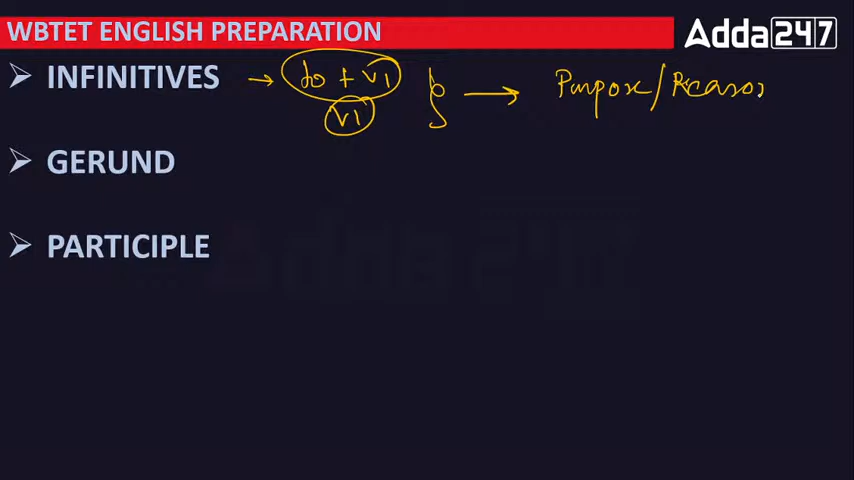 WBTET ENGLISH PREPARATION
Adda247
➢ INFINITIVES → to + V1 } → Purpose/Reason
V1
➢ GERUND
➢ PARTICIPLE